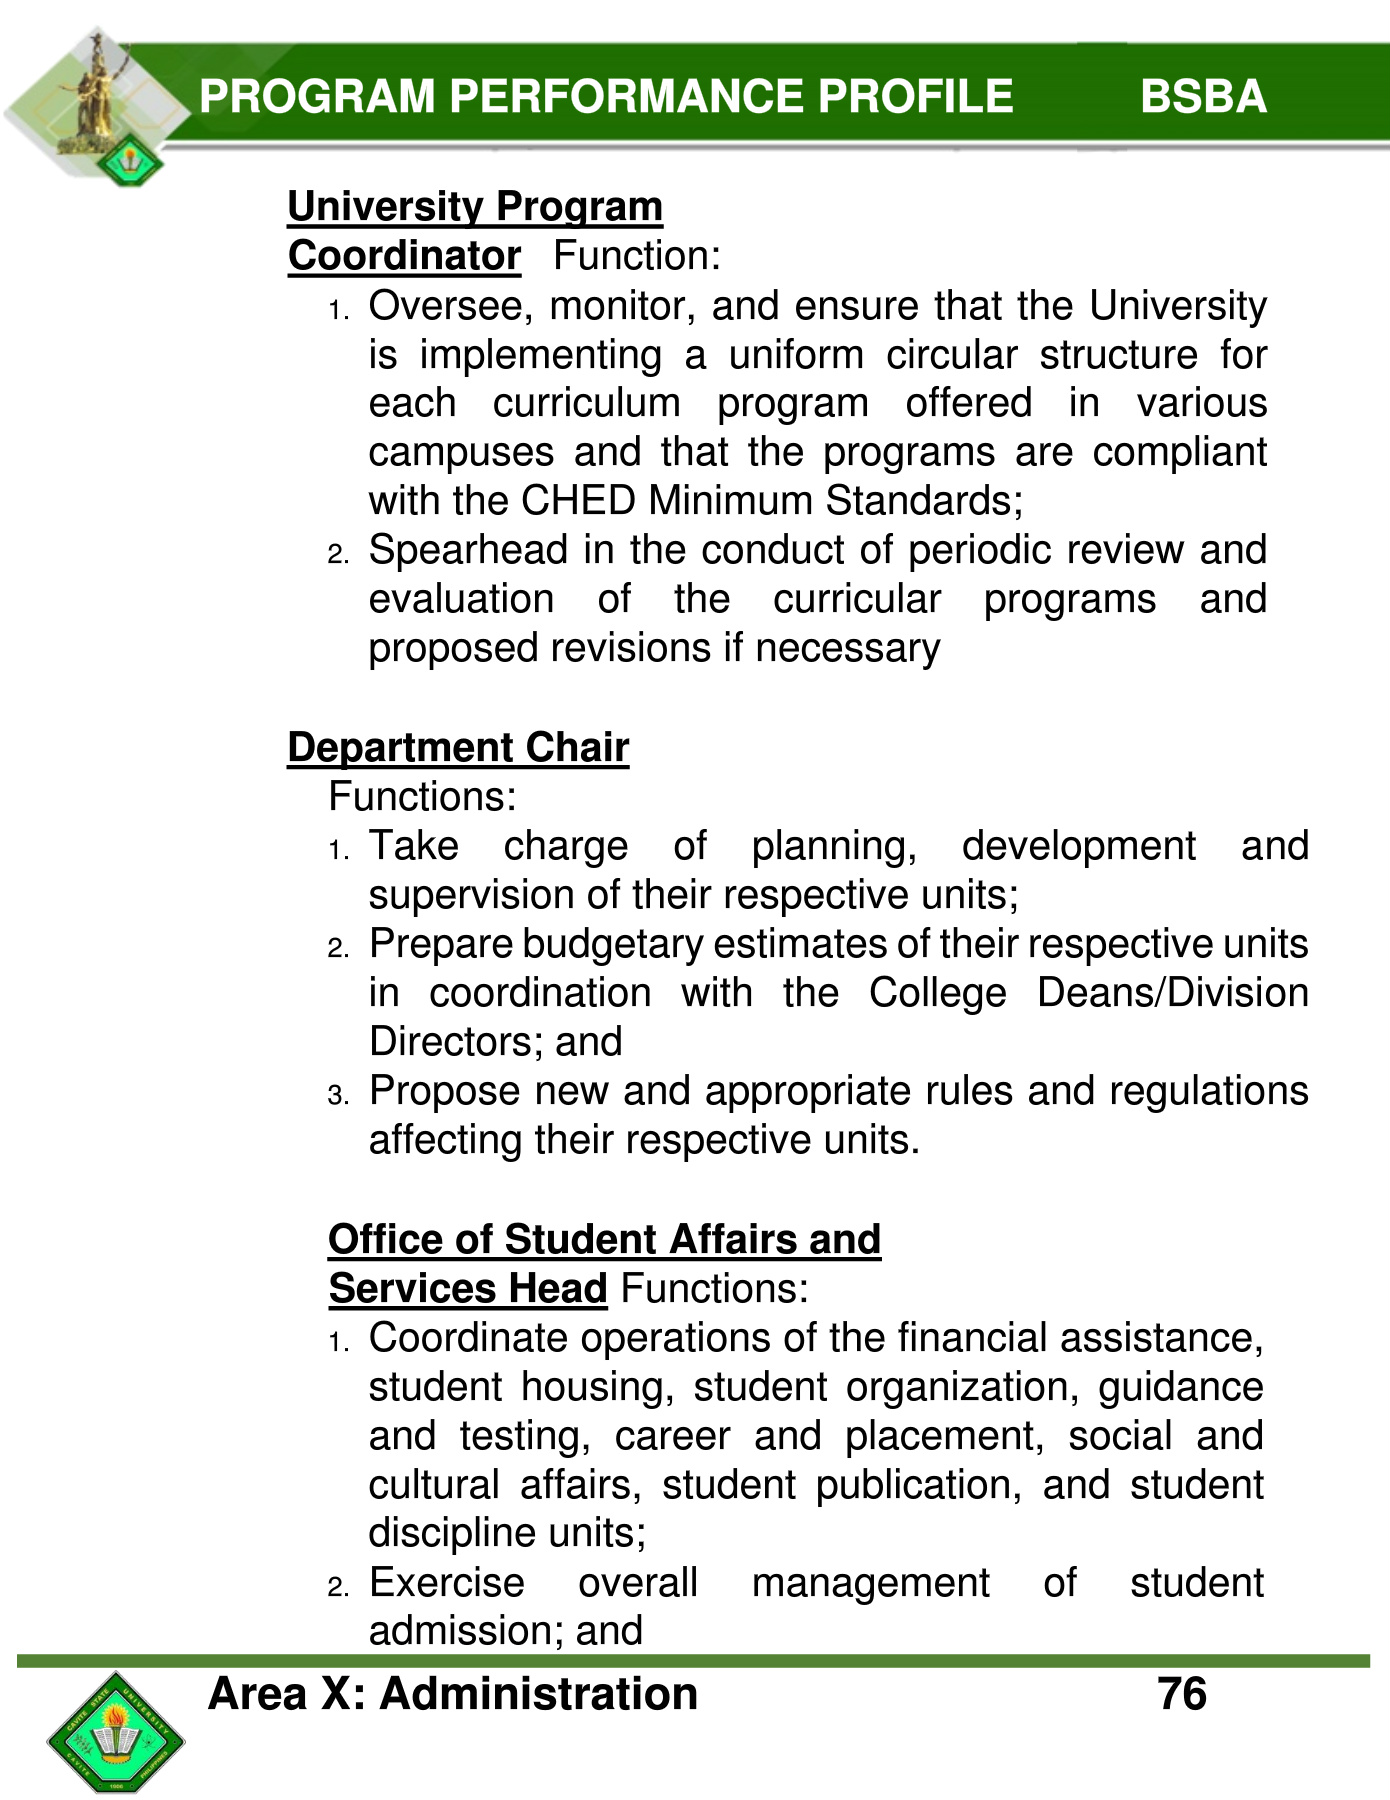 PROGRAM PERFORMANCE PROFILE BSBA
University Program
Coordinator Function:
1. Oversee, monitor, and ensure that the University
is implementing a uniform circular structure for
each curriculum program offered in various
campuses and that the programs are compliant
with the CHED Minimum Standards;
2. Spearhead in the conduct of periodic review and
evaluation of the curricular programs and
proposed revisions if necessary
Department Chair
Functions:
1. Take charge of planning, development and
supervision of their respective units;
2. Prepare budgetary estimates of their respective units
in coordination with the College Deans/Division
Directors; and
3. Propose new and appropriate rules and regulations
affecting their respective units.
Office of Student Affairs and
Services Head Functions:
1. Coordinate operations of the financial assistance,
student housing, student organization, guidance
and testing, career and placement, social and
cultural affairs, student publication, and student
discipline units;
2. Exercise overall management of student
admission; and
Area X: Administration 76
CAVITE STATE UNIVERSITY
CAVITE 1906 PHILIPPINES